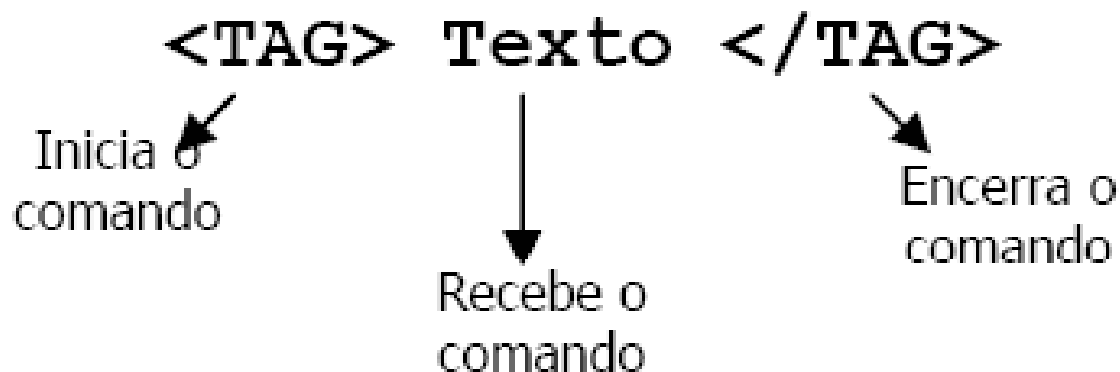 <TAG> Texto </TAG>
Inicia o
comando
Recebe o
comando
Encerra o
comando